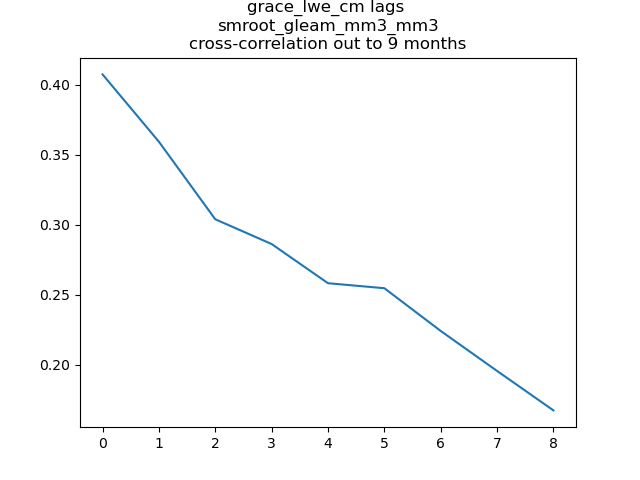 grace_lwe_cm lags
smroot_gleam_mm3_mm3
cross-correlation out to 9 months
0.40
0.35
0.30
0.25
0.20
0 1 2 3 4 5 6 7 8